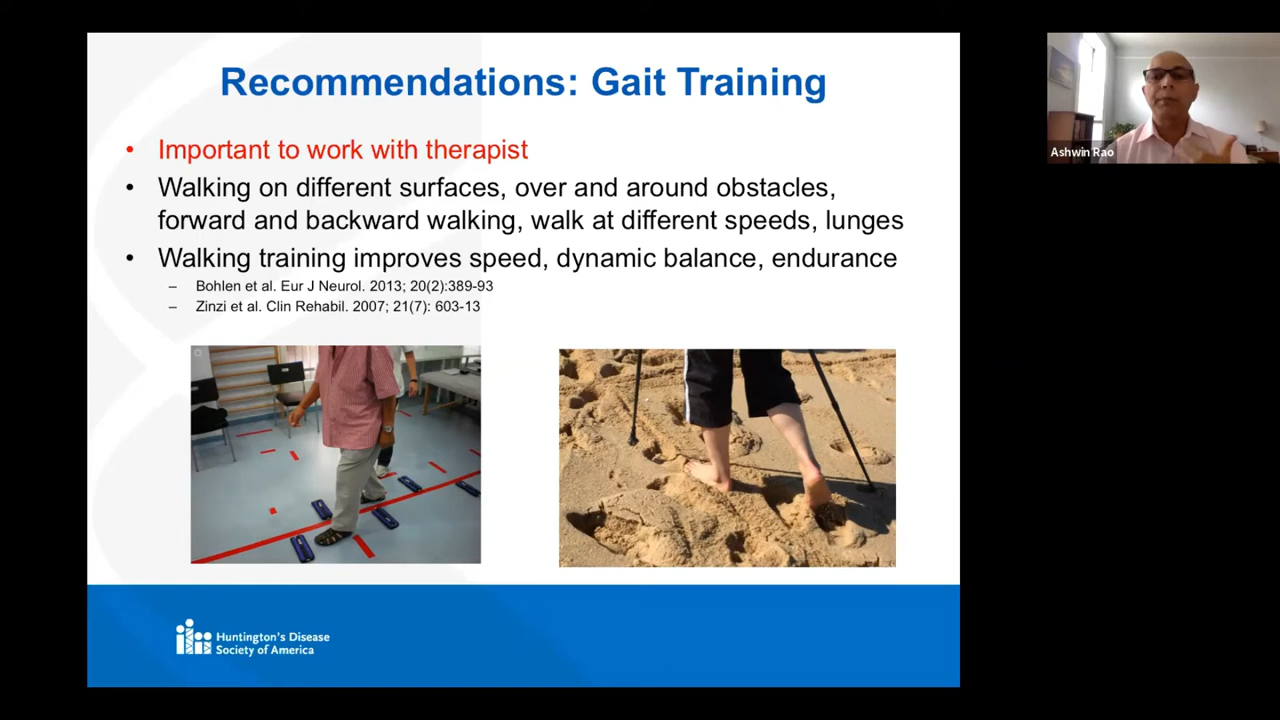 Recommendations: Gait Training
• Important to work with therapist
• Walking on different surfaces, over and around obstacles,
forward and backward walking, walk at different speeds, lunges
• Walking training improves speed, dynamic balance, endurance
– Bohlen et al. Eur J Neurol. 2013; 20(2):389-93
– Zinzi et al. Clin Rehabil. 2007; 21(7): 603-13
Huntington's Disease
Society of America
Ashwin Rao